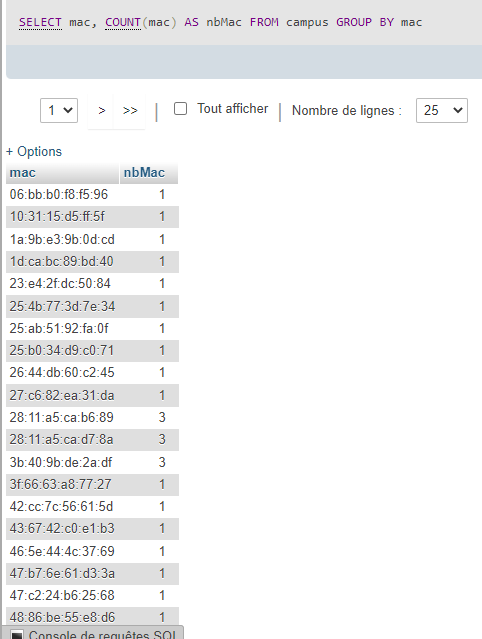 SELECT mac, COUNT(mac) AS nbMac FROM campus GROUP BY mac
1 > >> | Tout afficher | Nombre de lignes : 25
+ Options
mac nbMac
06:bb:b0:f8:f5:96 1
10:31:15:d5:ff:5f 1
1a:9b:e3:9b:0d:cd 1
1d:ca:bc:89:bd:40 1
23:e4:2f:dc:50:84 1
25:4b:77:3d:7e:34 1
25:ab:51:92:fa:0f 1
25:b0:34:d9:c0:71 1
26:44:db:60:c2:45 1
27:c6:82:ea:31:da 1
28:11:a5:ca:b6:89 3
28:11:a5:ca:d7:8a 3
3b:40:9b:de:2a:df 3
3f:66:63:a8:77:27 1
42:cc:7c:56:61:5d 1
43:67:42:c0:e1:b3 1
46:5e:44:4c:37:69 1
47:b7:6e:61:d3:3a 1
47:c2:24:b6:25:68 1
48:86:be:55:e8:d6 1
Console de requêtes SQL